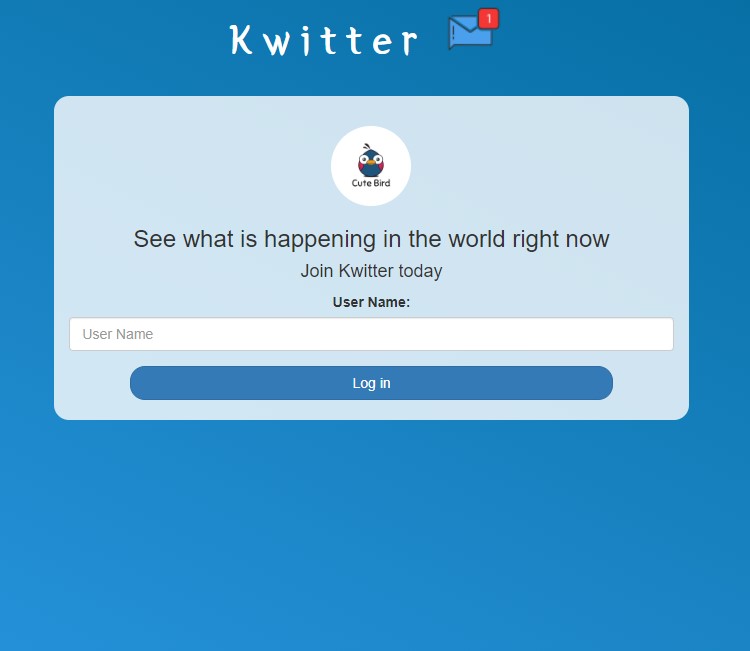 Kwitter
1
Cute Bird
See what is happening in the world right now
Join Kwitter today
User Name:
User Name
Log in